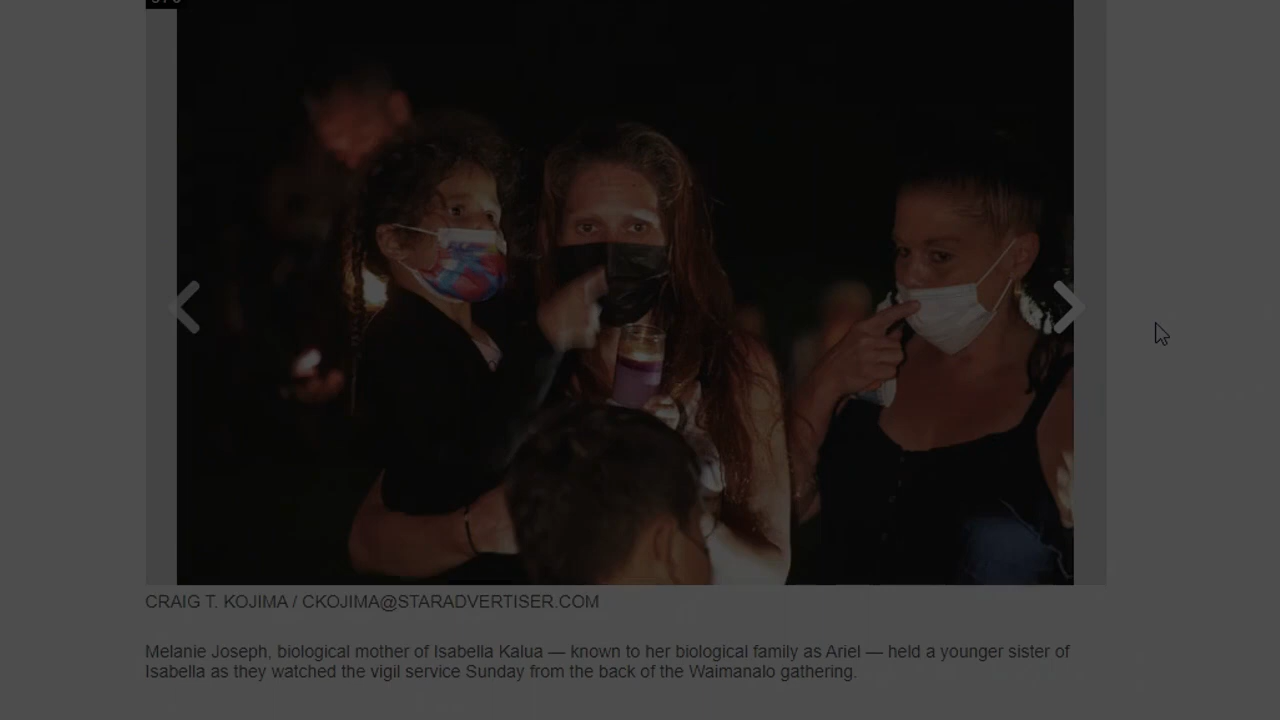 CRAIG T. KOJIMA / CKOJIMA@STARADVERTISER.COM
Melanie Joseph, biological mother of Isabella Kalua — known to her biological family as Ariel — held a younger sister of
Isabella as they watched the vigil service Sunday from the back of the Waimanalo gathering.